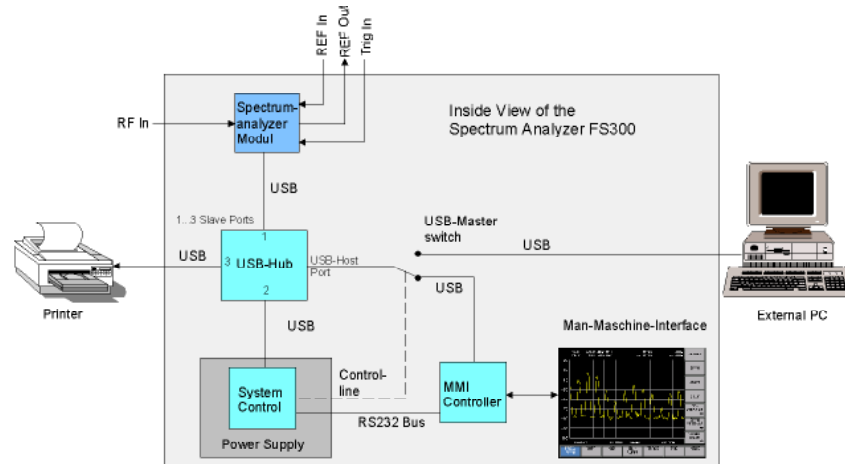 REF In
REF Out
Trig In
Spectrum-
analyzer
Modul
Inside View of the
Spectrum Analyzer FS300
RF In
USB
1...3 Slave Ports
USB-Master
switch
1
USB
USB
3
USB-Hub
USB-Host
Port
USB
2
Printer
External PC
USB
Man-Maschine-Interface
Control-
line
System
Control
MMI
Controller
RS232 Bus
Power Supply